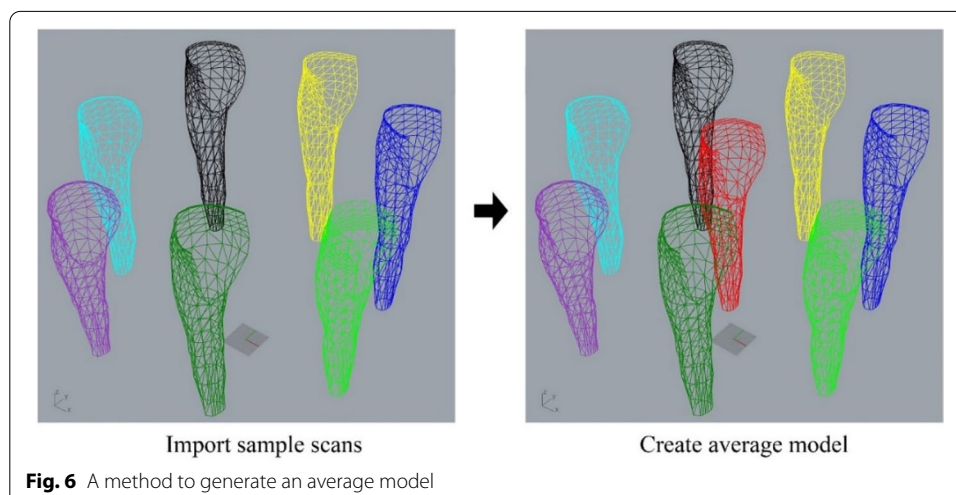 Import sample scans
Create average model
Fig. 6 A method to generate an average model